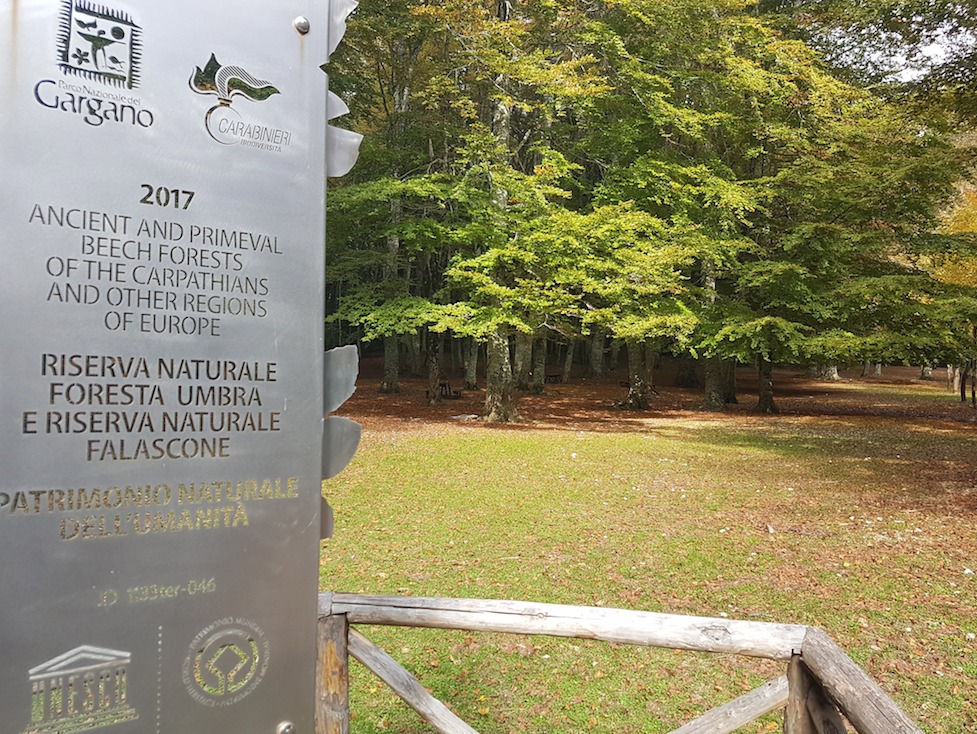 Parco Nazionale del
Gargano
CARABINIERI
BIODIVERSITÀ
2017
ANCIENT AND PRIMEVAL
BEECH FORESTS
OF THE CARPATHIANS
AND OTHER REGIONS
OF EUROPE
RISERVA NATURALE
FORESTA UMBRA
E RISERVA NATURALE
FALASCONE
PATRIMONIO NATURALE
DELL'UMANITÀ
ID 1133ter-046
UNESCO